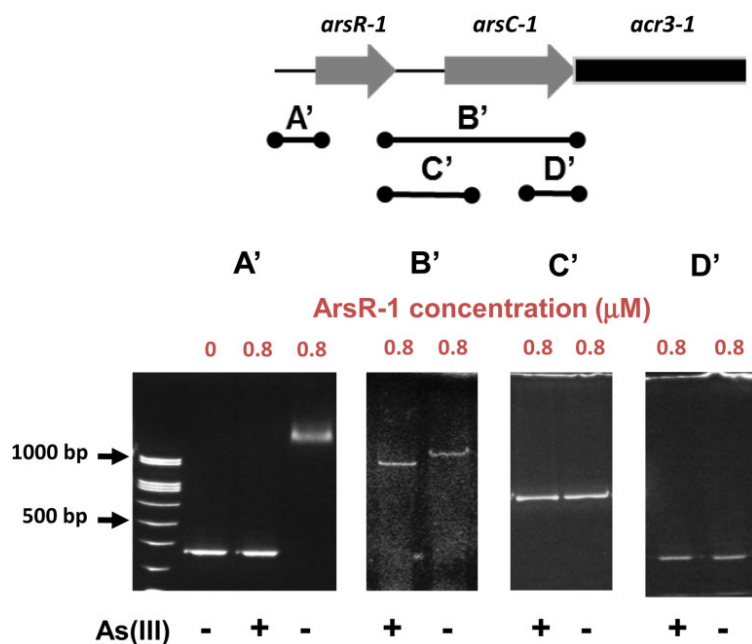 arsR-1 arsC-1 acr3-1
A’ B’
C’ D’
A’ B’ C’ D’
ArsR-1 concentration (μM)
0 0.8 0.8 0.8 0.8 0.8 0.8 0.8 0.8
1000 bp
500 bp
As(III) - + - + - + - + -